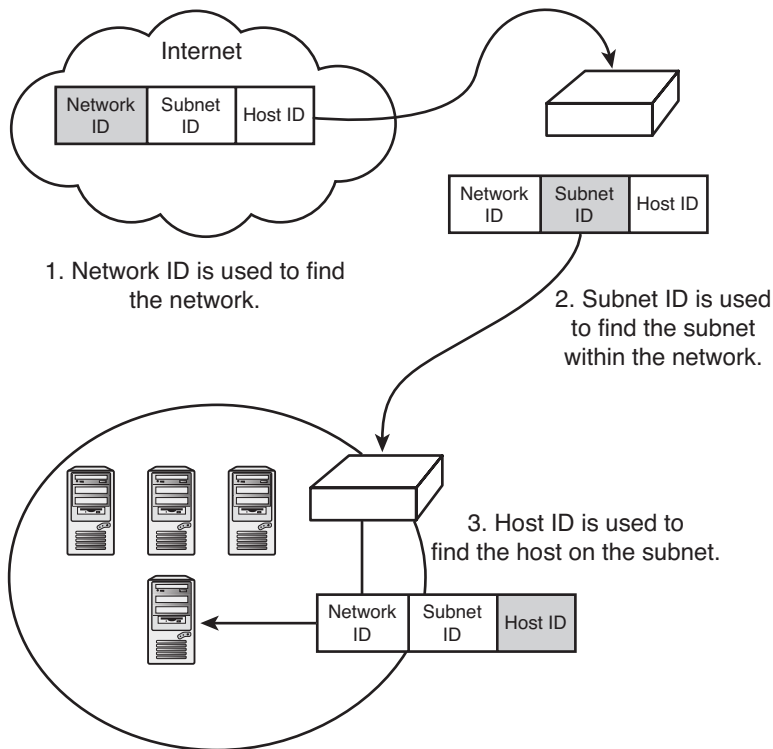 Internet
Network
ID
Subnet
ID
Host ID
Network
ID
Subnet
ID
Host ID
1. Network ID is used to find
the network.
2. Subnet ID is used
to find the subnet
within the network.
3. Host ID is used to
find the host on the subnet.
Network
ID
Subnet
ID
Host ID